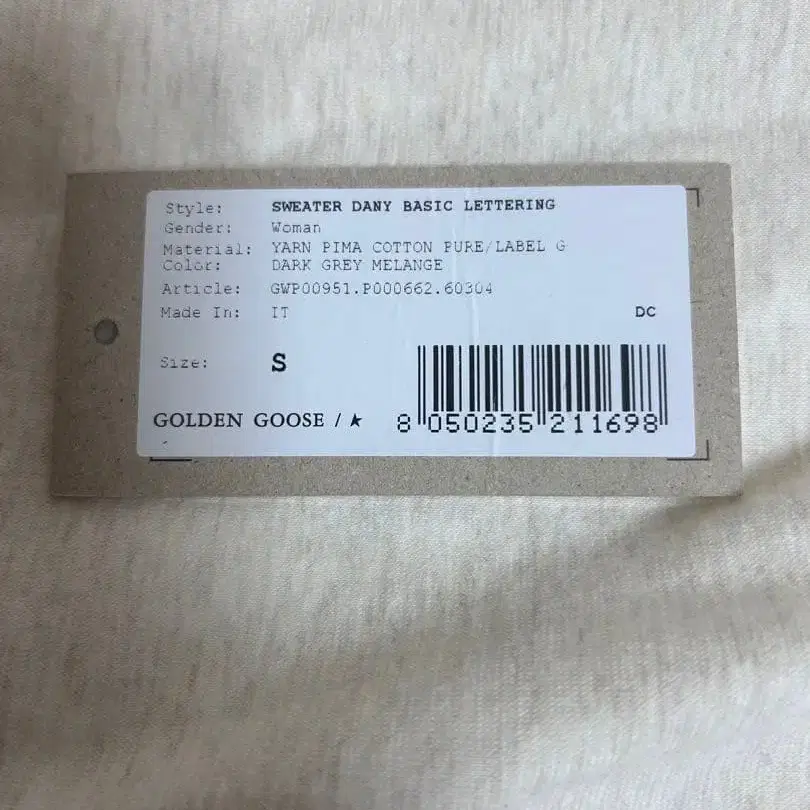 Style: SWEATER DANY BASIC LETTERING
Gender: Woman
Material: YARN PIMA COTTON PURE/LABEL G
Color: DARK GREY MELANGE
Article: GWP00951.P000662.60304
Made In: IT DC
Size: S
GOLDEN GOOSE / ★ 8 050235 211698